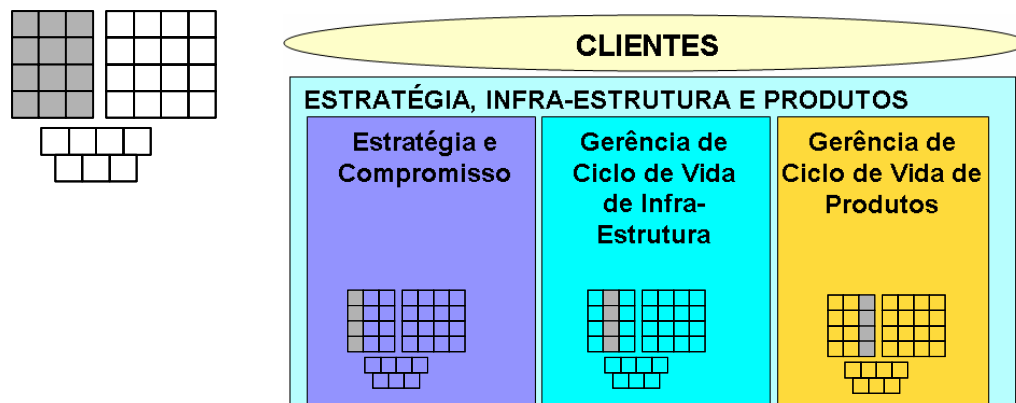 CLIENTES
ESTRATÉGIA, INFRA-ESTRUTURA E PRODUTOS
Estratégia e
Compromisso
Gerência de
Ciclo de Vida
de Infra-
Estrutura
Gerência de
Ciclo de Vida de
Produtos